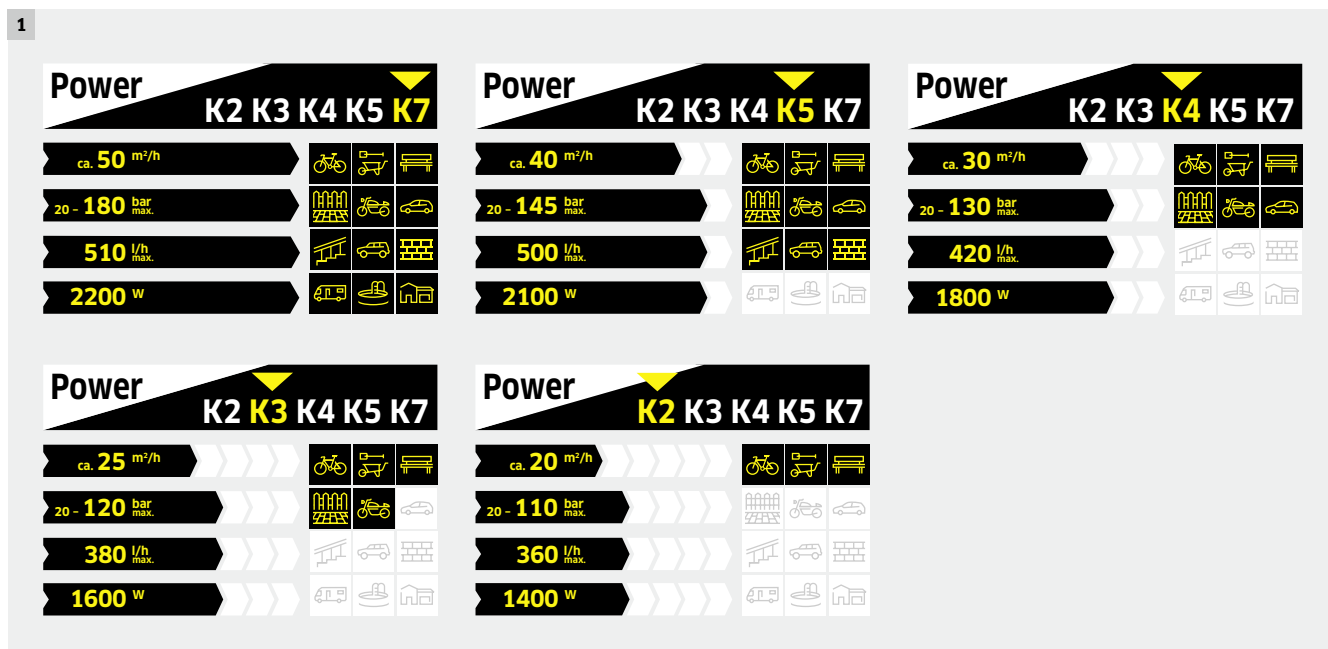 1
Power
K2 K3 K4 K5 K7
ca. 50 m²/h
20 – 180 bar max.
510 l/h max.
2200 W
Power
K2 K3 K4 K5 K7
ca. 40 m²/h
20 – 145 bar max.
500 l/h max.
2100 W
Power
K2 K3 K4 K5 K7
ca. 30 m²/h
20 – 130 bar max.
420 l/h max.
1800 W
Power
K2 K3 K4 K5 K7
ca. 25 m²/h
20 – 120 bar max.
380 l/h max.
1600 W
Power
K2 K3 K4 K5 K7
ca. 20 m²/h
20 – 110 bar max.
360 l/h max.
1400 W